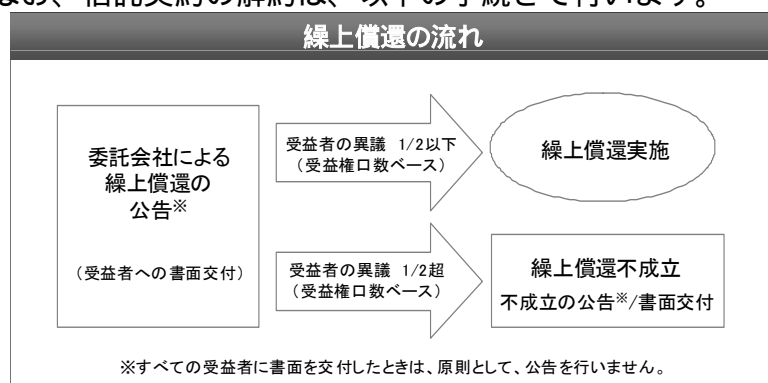 なお、信託契約の解約は、以下の手続きで行います。
繰上償還の流れ
委託会社による
繰上償還の
公告※
（受益者への書面交付）
受益者の異議 1/2以下
（受益権口数ベース）
繰上償還実施
受益者の異議 1/2超
（受益権口数ベース）
繰上償還不成立
不成立の公告※/書面交付
※すべての受益者に書面を交付したときは、原則として、公告を行いません。